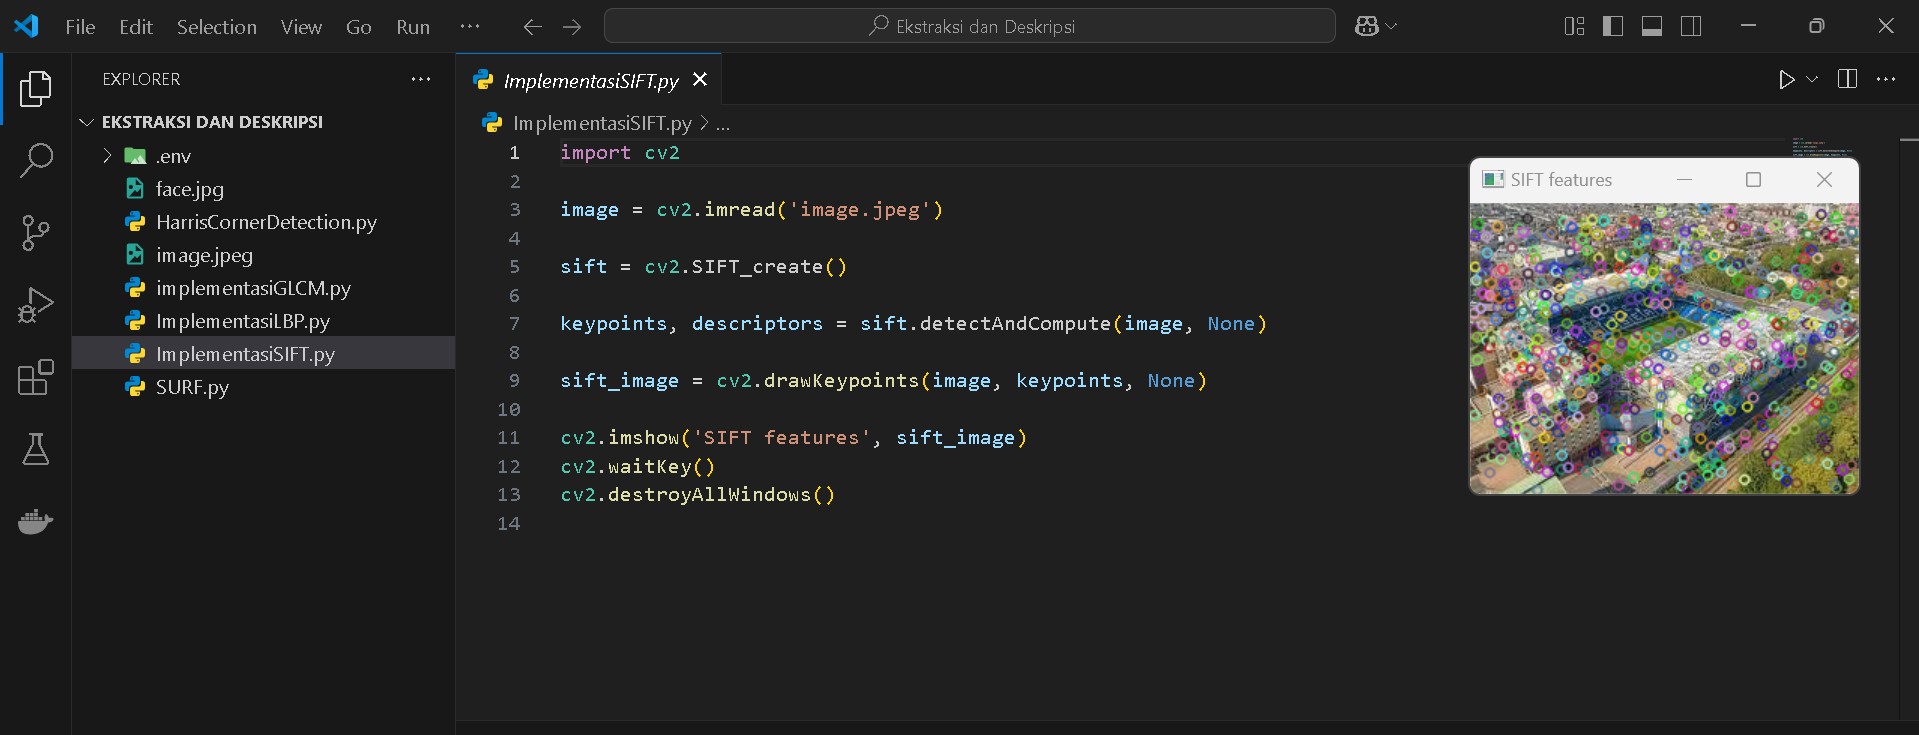 File Edit Selection View Go Run ... Ekstraksi dan Deskripsi
EXPLORER ...
EKSTRAKSI DAN DESKRIPSI
.env
face.jpg
HarrisCornerDetection.py
image.jpeg
implementasiGLCM.py
ImplementasiLBP.py
ImplementasiSIFT.py
SURF.py
ImplementasiSIFT.py
ImplementasiSIFT.py > ...
1 import cv2
2
3 image = cv2.imread('image.jpeg')
4
5 sift = cv2.SIFT_create()
6
7 keypoints, descriptors = sift.detectAndCompute(image, None)
8
9 sift_image = cv2.drawKeypoints(image, keypoints, None)
10
11 cv2.imshow('SIFT features', sift_image)
12 cv2.waitKey()
13 cv2.destroyAllWindows()
14
SIFT features